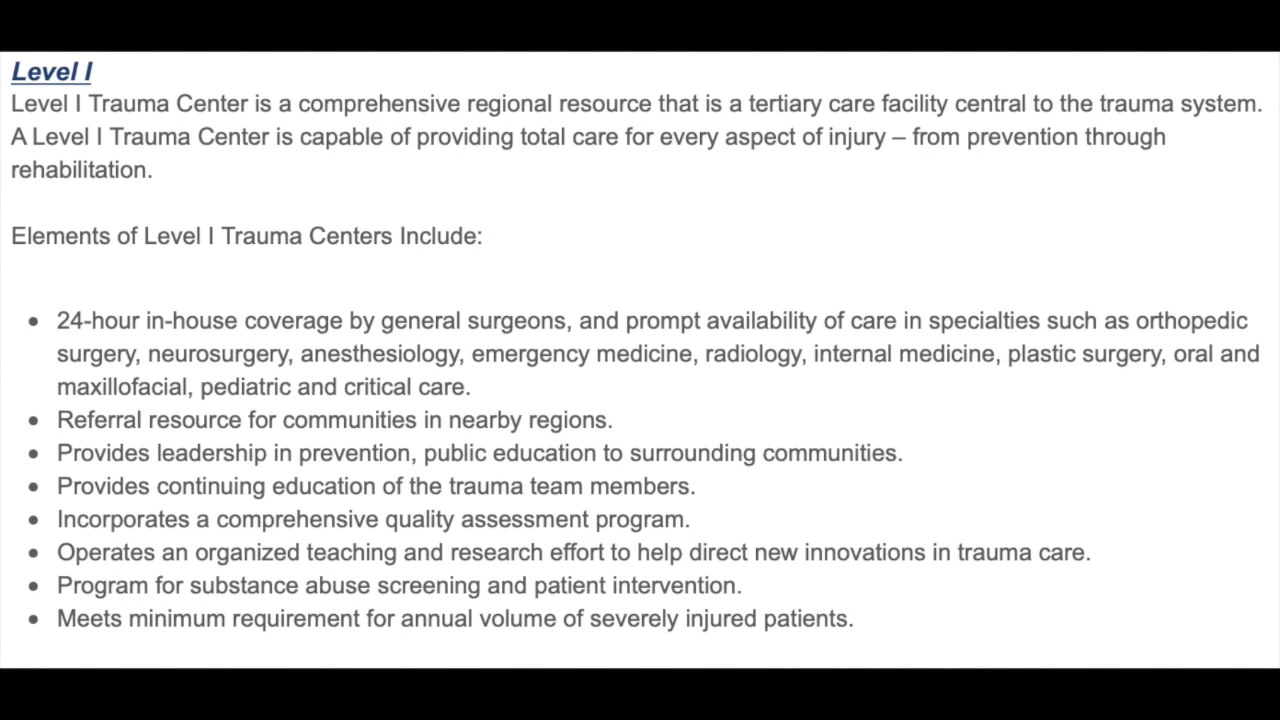 Level I
Level I Trauma Center is a comprehensive regional resource that is a tertiary care facility central to the trauma system.
A Level I Trauma Center is capable of providing total care for every aspect of injury – from prevention through
rehabilitation.
Elements of Level I Trauma Centers Include:
• 24-hour in-house coverage by general surgeons, and prompt availability of care in specialties such as orthopedic
surgery, neurosurgery, anesthesiology, emergency medicine, radiology, internal medicine, plastic surgery, oral and
maxillofacial, pediatric and critical care.
• Referral resource for communities in nearby regions.
• Provides leadership in prevention, public education to surrounding communities.
• Provides continuing education of the trauma team members.
• Incorporates a comprehensive quality assessment program.
• Operates an organized teaching and research effort to help direct new innovations in trauma care.
• Program for substance abuse screening and patient intervention.
• Meets minimum requirement for annual volume of severely injured patients.